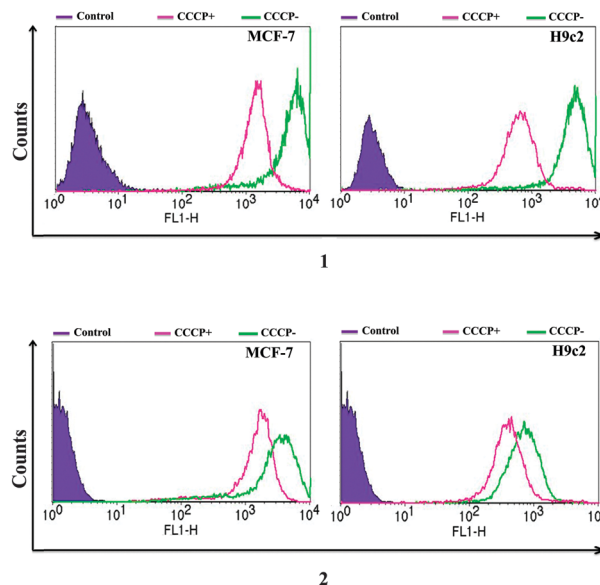 Control CCCP+ CCCP-
MCF-7
Counts
10^0 10^1 10^2 10^3 10^4
FL1-H
Control CCCP+ CCCP-
H9c2
10^0 10^1 10^2 10^3 10
FL1-H
1
Control CCCP+ CCCP-
MCF-7
Counts
10^0 10^1 10^2 10^3 10^4
FL1-H
Control CCCP+ CCCP-
H9c2
10^0 10^1 10^2 10^3 10^4
FL1-H
2